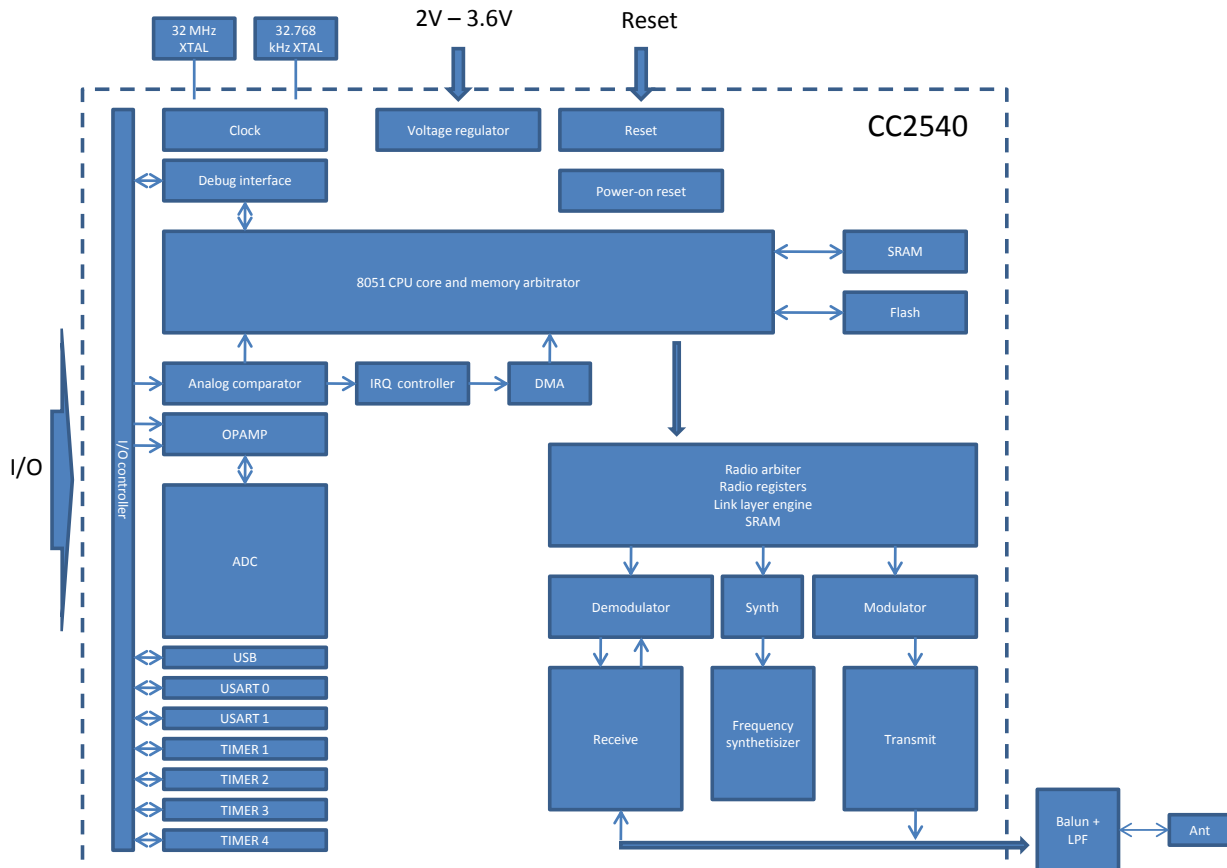 32 MHz
XTAL
32.768
kHz XTAL
2V – 3.6V
Reset
Clock
Voltage regulator
Reset
CC2540
Debug interface
Power-on reset
8051 CPU core and memory arbitrator
SRAM
Flash
Analog comparator
IRQ controller
DMA
OPAMP
I/O
I/O controller
Radio arbiter
Radio registers
Link layer engine
SRAM
ADC
Demodulator
Synth
Modulator
USB
USART 0
USART 1
TIMER 1
TIMER 2
TIMER 3
TIMER 4
Receive
Frequency
synthetisizer
Transmit
Balun +
LPF
Ant